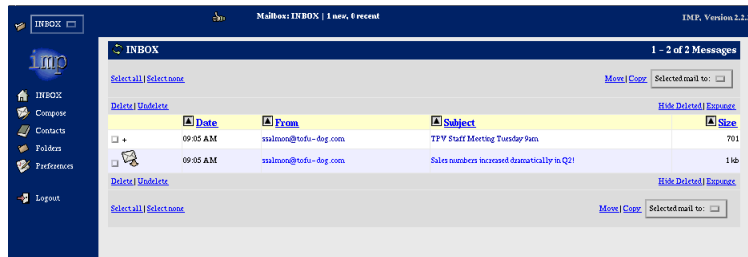 INBOX Mailbox: INBOX | 1 new, 0 recent IMP, Version 2.2.
imp
INBOX
Compose
Contacts
Folders
Preferences
Logout
INBOX 1 - 2 of 2 Messages
Select all | Select none Move | Copy Selected mail to:
Delete | Undelete Hide Deleted | Expunge
Date From Subject Size
+ 09:05 AM ssalmon@tofu-dog.com TPV Staff Meeting Tuesday 9am 701
09:05 AM ssalmon@tofu-dog.com Sales numbers increased dramatically in Q2! 1 kb
Delete | Undelete Hide Deleted | Expunge
Select all | Select none Move | Copy Selected mail to: